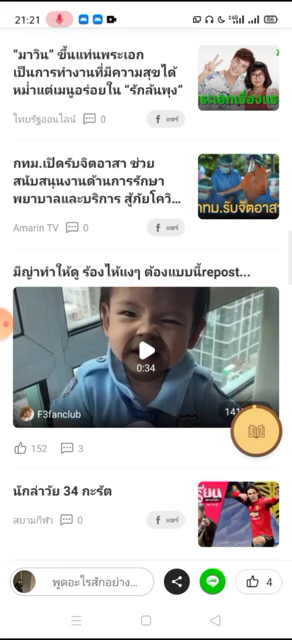 21:21
86
“มาวิน” ขึ้นแท่นพระเอก
เป็นการทำงานที่มีความสุขได้
หม่ำแต่เมนูอร่อยใน “รักล้นพุง”
ไทยรัฐออนไลน์ 0
แชร์
กทม.เปิดรับจิตอาสา ช่วย
สนับสนุนงานด้านการรักษา
พยาบาลและบริการ สู้ภัยโควิ...
กทม.รับจิตอาสา
Amarin TV 0
แชร์
มีญ่าทำให้ดู ร้องไห้แงๆ ต้องแบบนี้repost...
0:34
F3fanclub
152 3
นักล่าวัย 34 กะรัต
สยามกีฬา 0
แชร์
พูดอะไรสักอย่าง...
LINE
4